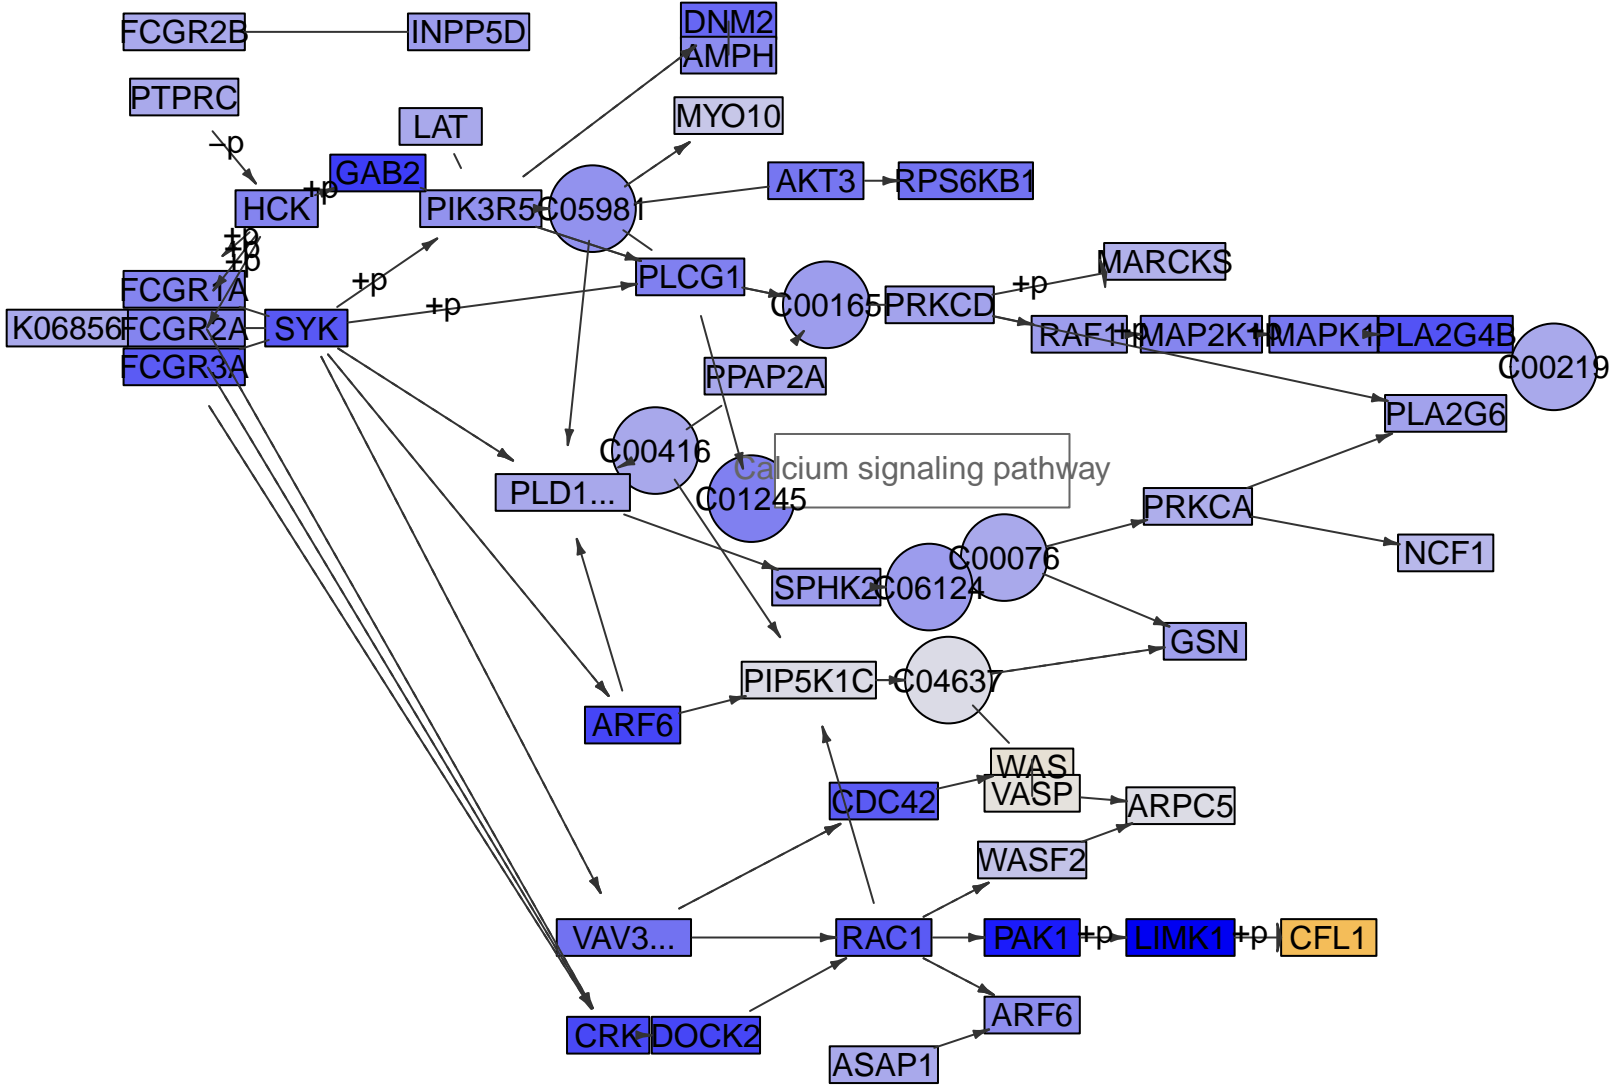 DNM2
FCGR2B
INPP5D
AMPH
PTPRC
MYO10
LAT
–p
GAB2
+p
AKT3
RPS6KB1
HCK
PIK3R5
C05981
+p
+p
+p
MARCKS
PLCG1
+p
+p
FCGR1A
+p
C00165
PRKCD
K06856
FCGR2A
SYK
RAF1
+p
MAP2K1
+p
MAPK1
PLA2G4B
FCGR3A
PPAP2A
C00219
PLA2G6
C00416
Calcium signaling pathway
PLD1...
C01245
PRKCA
NCF1
C00076
SPHK2
C06124
GSN
PIP5K1C
C04637
ARF6
WAS
VASP
CDC42
ARPC5
WASF2
VAV3...
RAC1
PAK1
+p
LIMK1
+p
CFL1
ARF6
CRK
DOCK2
ASAP1